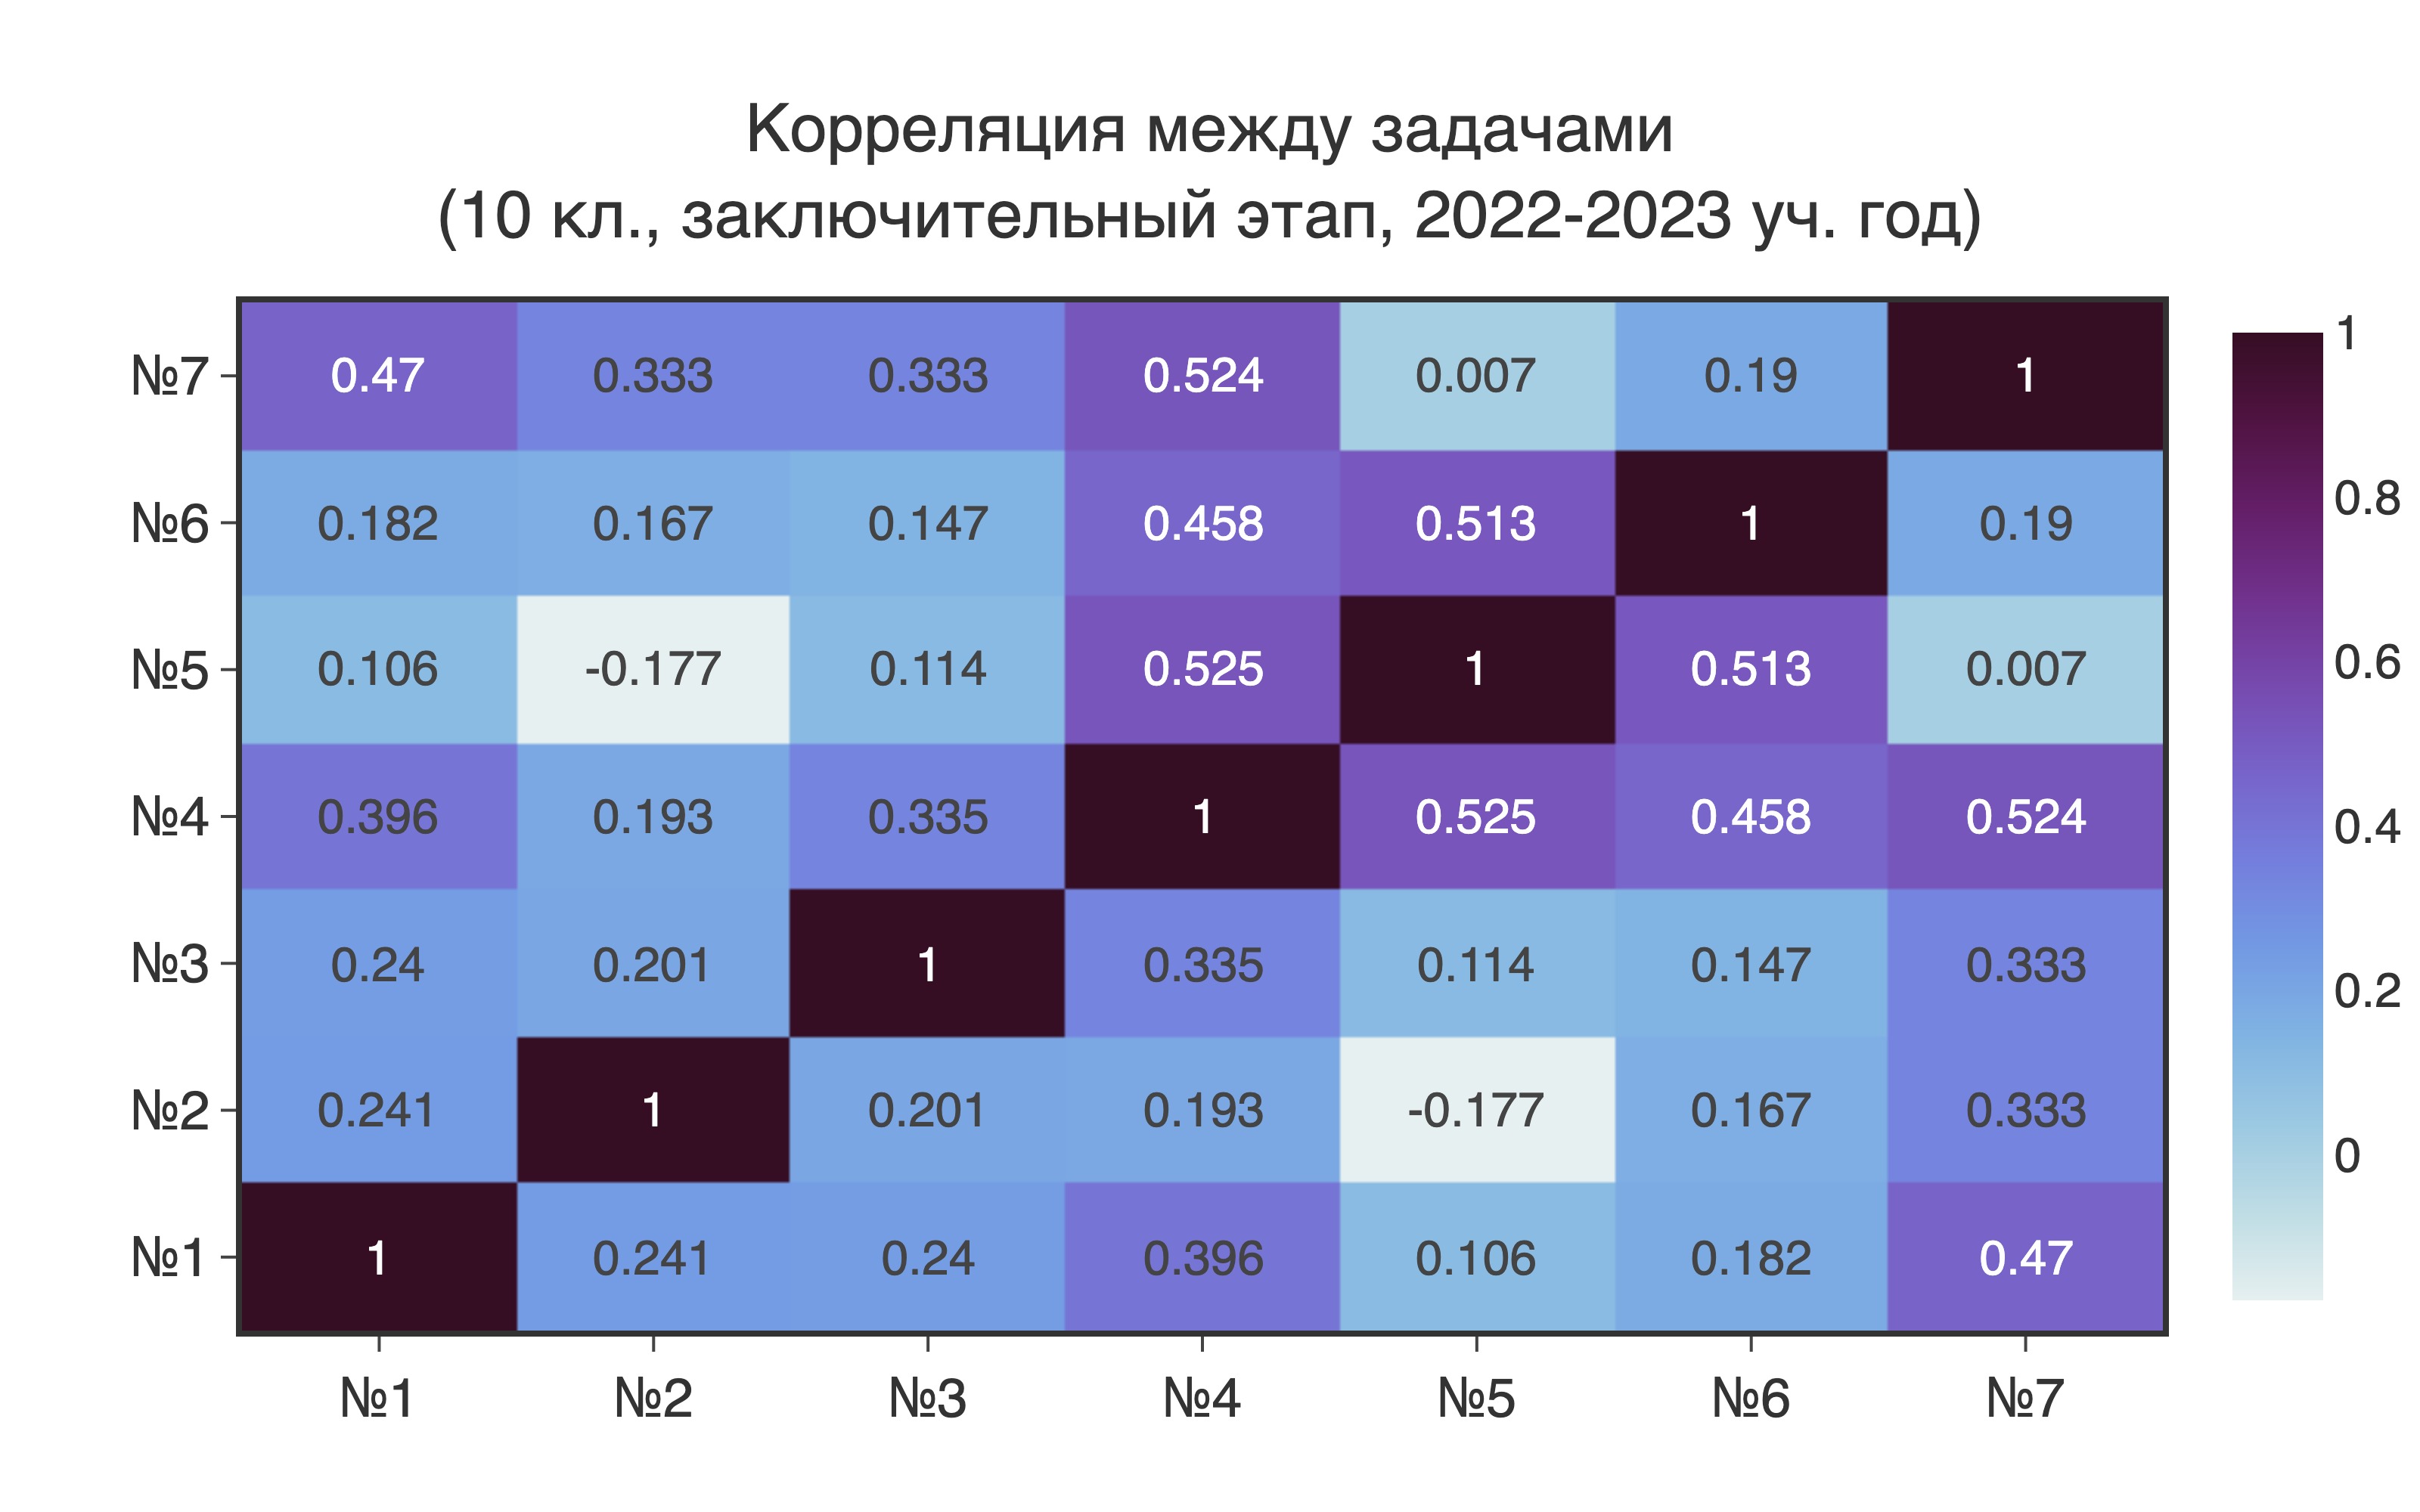 Корреляция между задачами
(10 кл., заключительный этап, 2022-2023 уч. год)
№7 0.47 0.333 0.333 0.524 0.007 0.19 1
№6 0.182 0.167 0.147 0.458 0.513 1 0.19
№5 0.106 -0.177 0.114 0.525 1 0.513 0.007
№4 0.396 0.193 0.335 1 0.525 0.458 0.524
№3 0.24 0.201 1 0.335 0.114 0.147 0.333
№2 0.241 1 0.201 0.193 -0.177 0.167 0.333
№1 1 0.241 0.24 0.396 0.106 0.182 0.47
№1 №2 №3 №4 №5 №6 №7
1
0.8
0.6
0.4
0.2
0